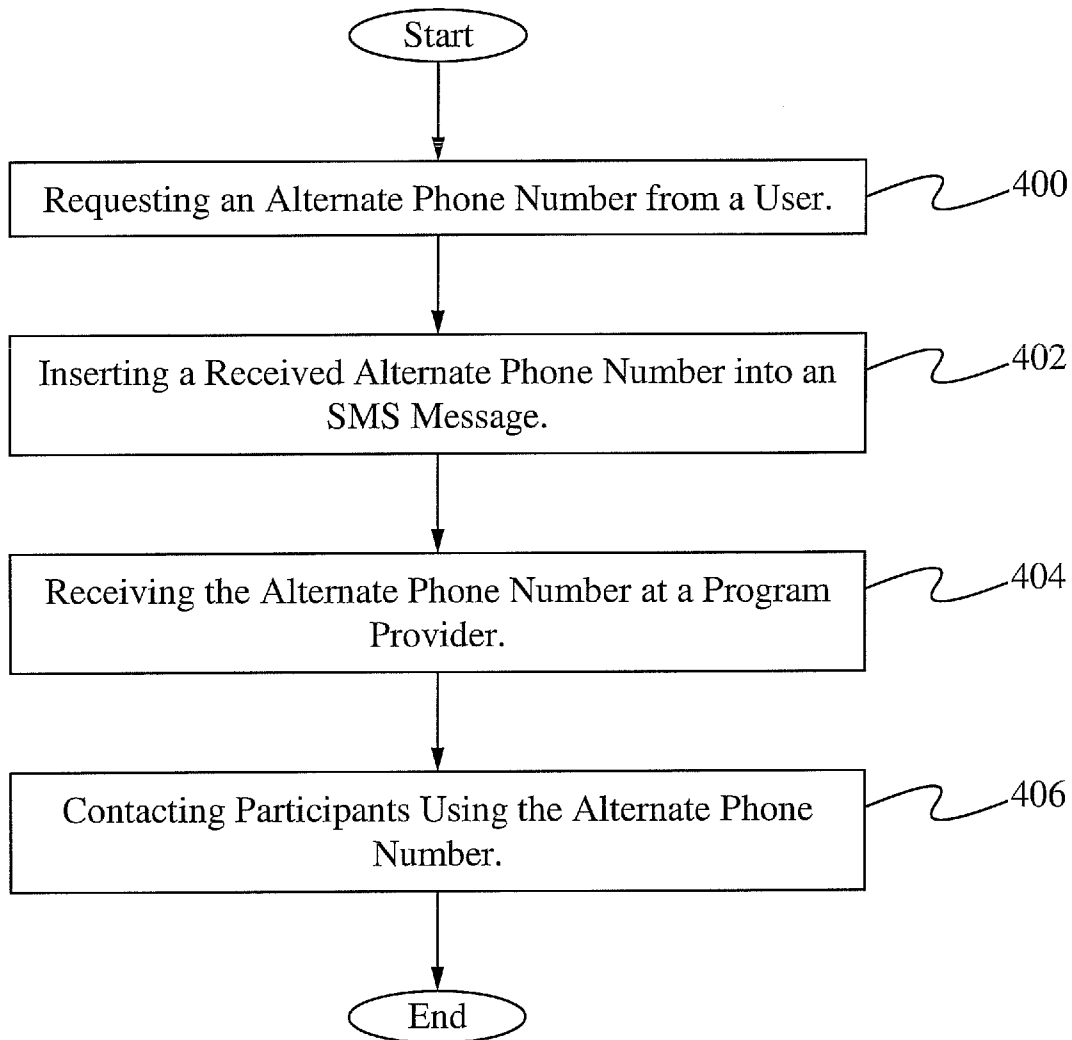 Start
Requesting an Alternate Phone Number from a User.
400
Inserting a Received Alternate Phone Number into an
SMS Message.
402
Receiving the Alternate Phone Number at a Program
Provider.
404
Contacting Participants Using the Alternate Phone
Number.
406
End